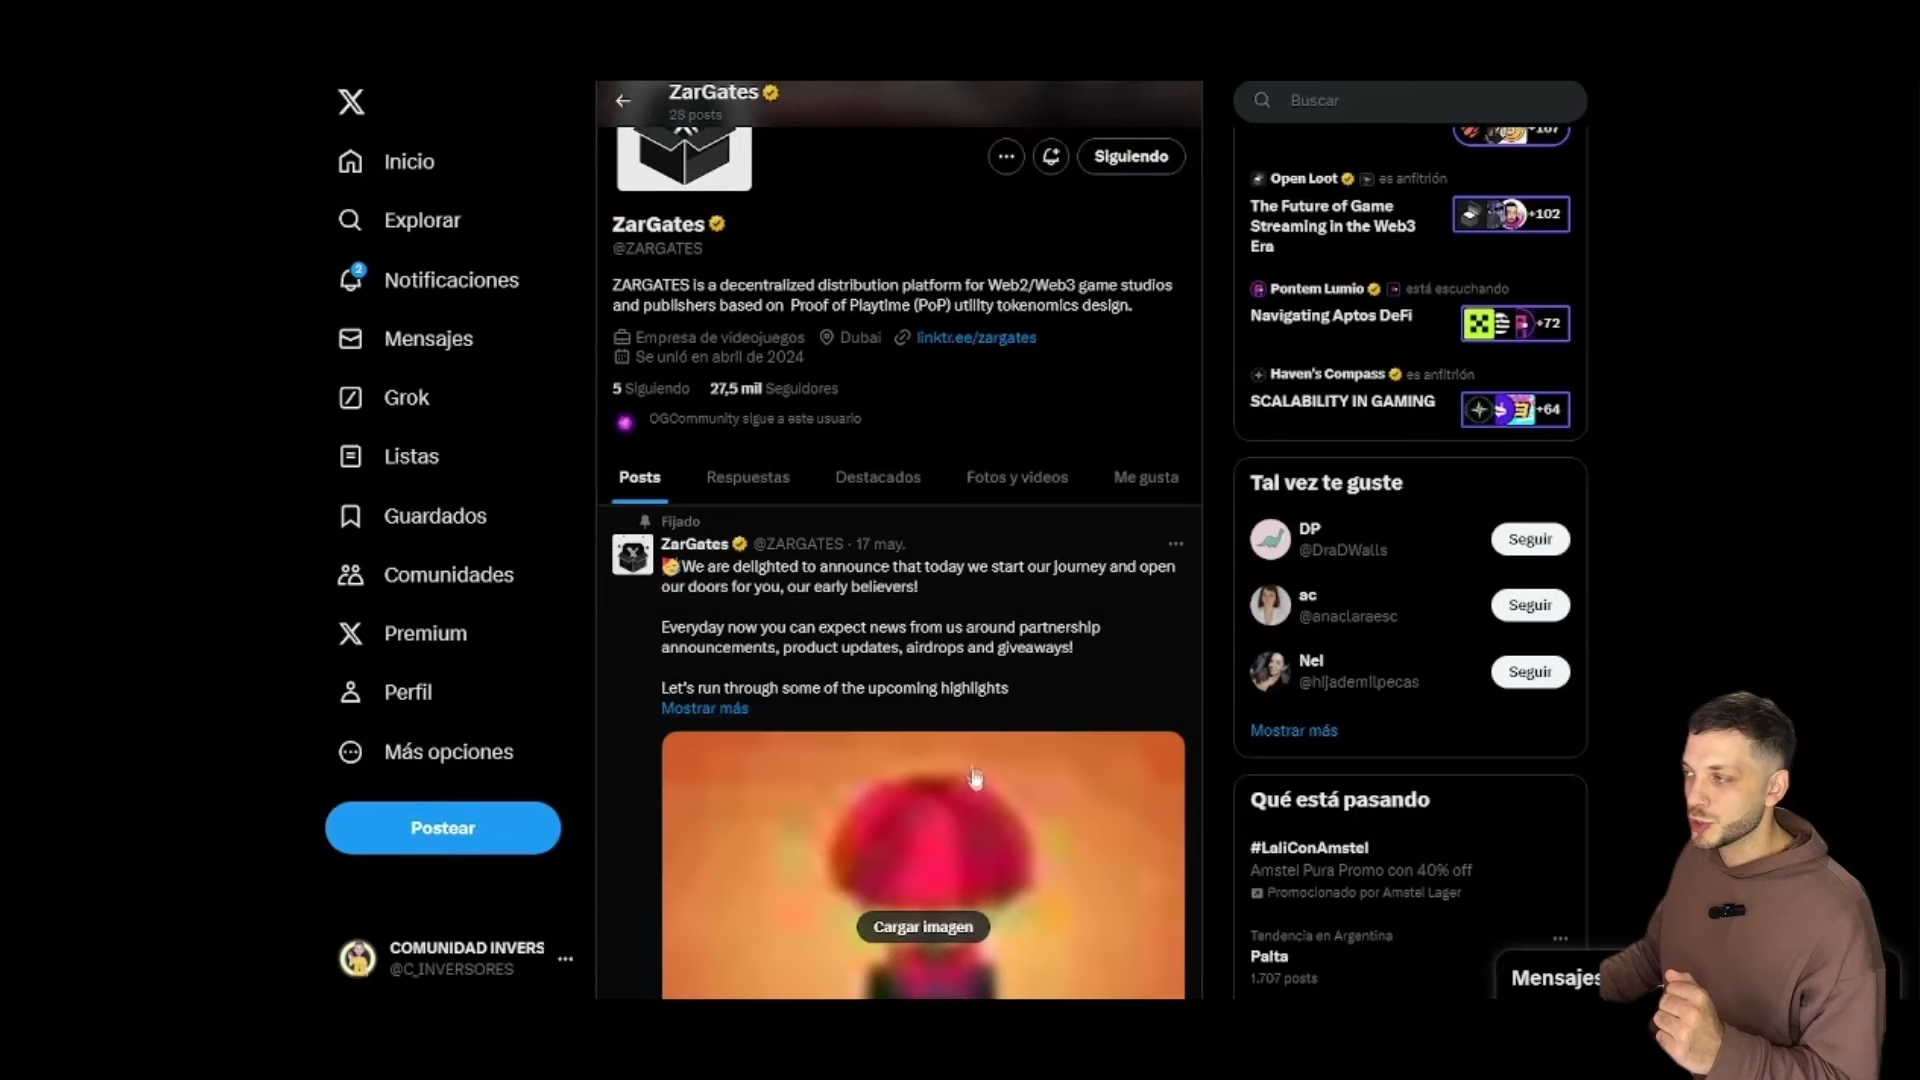 Inicio
Explorar
2
Notificaciones
Mensajes
Grok
Listas
Guardados
Comunidades
Premium
Perfil
Más opciones
Postear
COMUNIDAD INVERS
@C_INVERSORES
ZarGates
28 posts
Siguiendo
ZarGates
@ZARGATES
ZARGATES is a decentralized distribution platform for Web2/Web3 game studios
and publishers based on Proof of Playtime (PoP) utility tokenomics design.
Empresa de videojuegos Dubai linktr.ee/zargates
Se unió en abril de 2024
5 Siguiendo 27,5 mil Seguidores
OGCommunity sigue a este usuario
Posts Respuestas Destacados Fotos y videos Me gusta
Fijado
ZarGates @ZARGATES · 17 may.
We are delighted to announce that today we start our journey and open
our doors for you, our early believers!
Everyday now you can expect news from us around partnership
announcements, product updates, airdrops and giveaways!
Let's run through some of the upcoming highlights
Mostrar más
Cargar imagen
Buscar
+167
Open Loot es anfitrión
The Future of Game
Streaming in the Web3
Era
+102
Pontem Lumio está escuchando
Navigating Aptos DeFi
+72
Haven's Compass es anfitrión
SCALABILITY IN GAMING
+64
Tal vez te guste
DP
@DraDWalls
Seguir
ac
@anaclaraesc
Seguir
Nel
@hijademilpecas
Seguir
Mostrar más
Qué está pasando
#LaliConAmstel
Amstel Pura Promo con 40% off
Promocionado por Amstel Lager
Tendencia en Argentina
Palta
1.707 posts
Mensajes